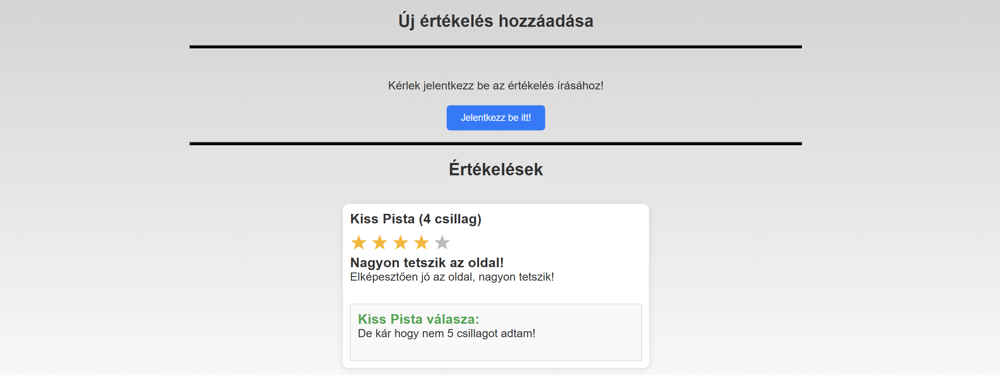 Új értékelés hozzáadása
Kérlek jelentkezz be az értékelés írásához!
Jelentkezz be itt!
Értékelések
Kiss Pista (4 csillag)
Nagyon tetszik az oldal!
Elképesztően jó az oldal, nagyon tetszik!
Kiss Pista válasza:
De kár hogy nem 5 csillagot adtam!